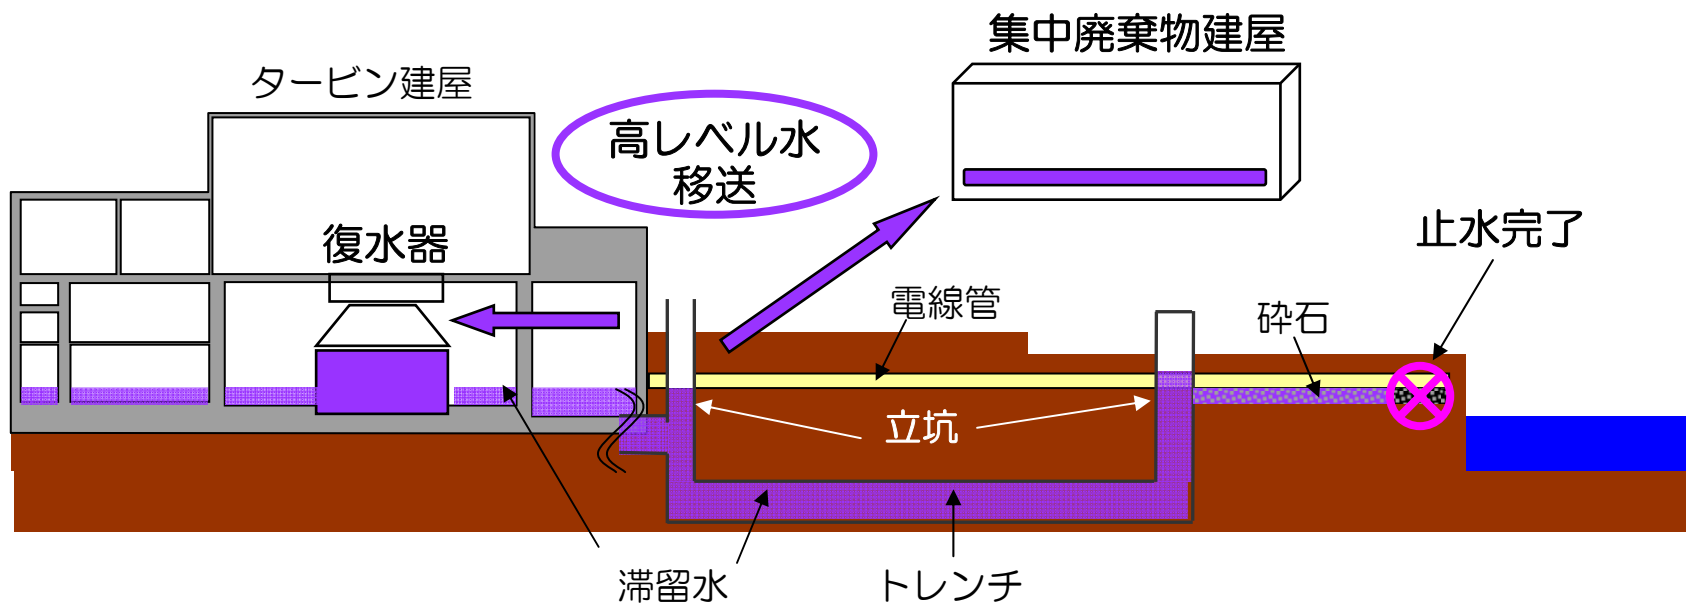 集中廃棄物建屋
タービン建屋
高レベル水
移送
止水完了
復水器
電線管
砕石
立坑
滞留水
トレンチ